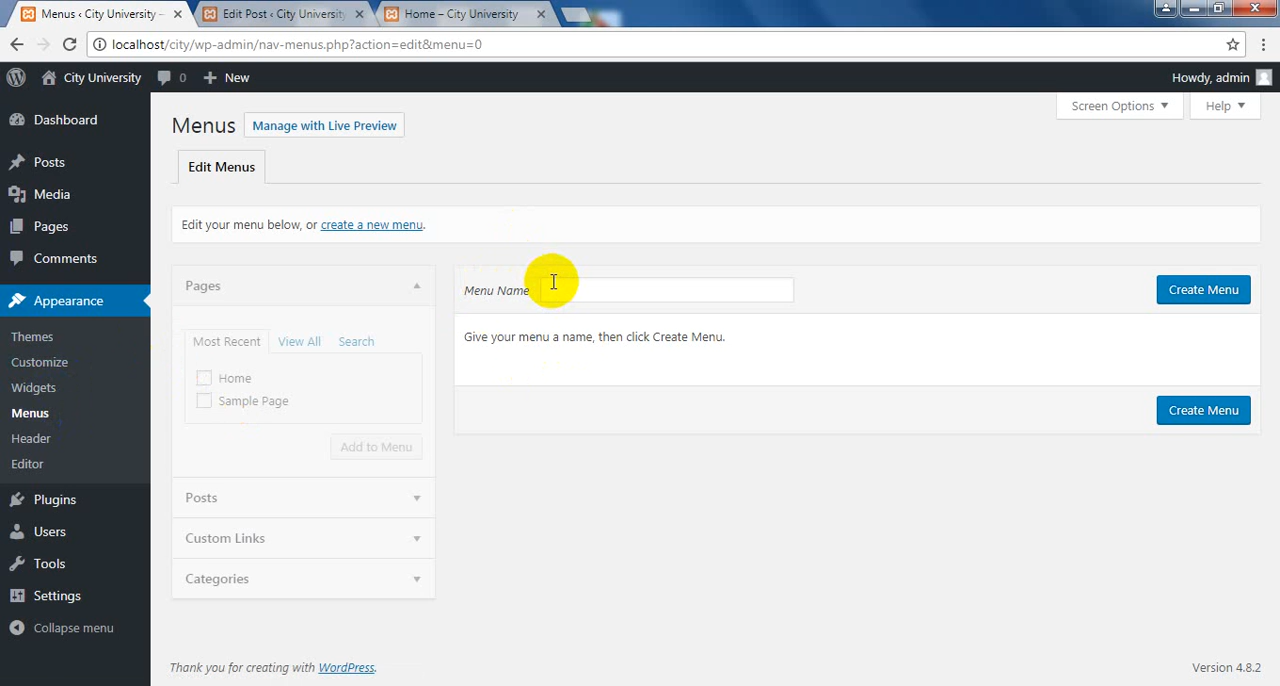 Menus ‹ City University –
Edit Post ‹ City University
Home – City University
localhost/city/wp-admin/nav-menus.php?action=edit&menu=0
City University
0
New
Howdy, admin
Dashboard
Posts
Media
Pages
Comments
Appearance
Themes
Customize
Widgets
Menus
Header
Editor
Plugins
Users
Tools
Settings
Collapse menu
Screen Options
Help
Menus
Manage with Live Preview
Edit Menus
Edit your menu below, or create a new menu.
Pages
Most Recent
View All
Search
Home
Sample Page
Add to Menu
Posts
Custom Links
Categories
Menu Name
Create Menu
Give your menu a name, then click Create Menu.
Create Menu
Thank you for creating with WordPress.
Version 4.8.2